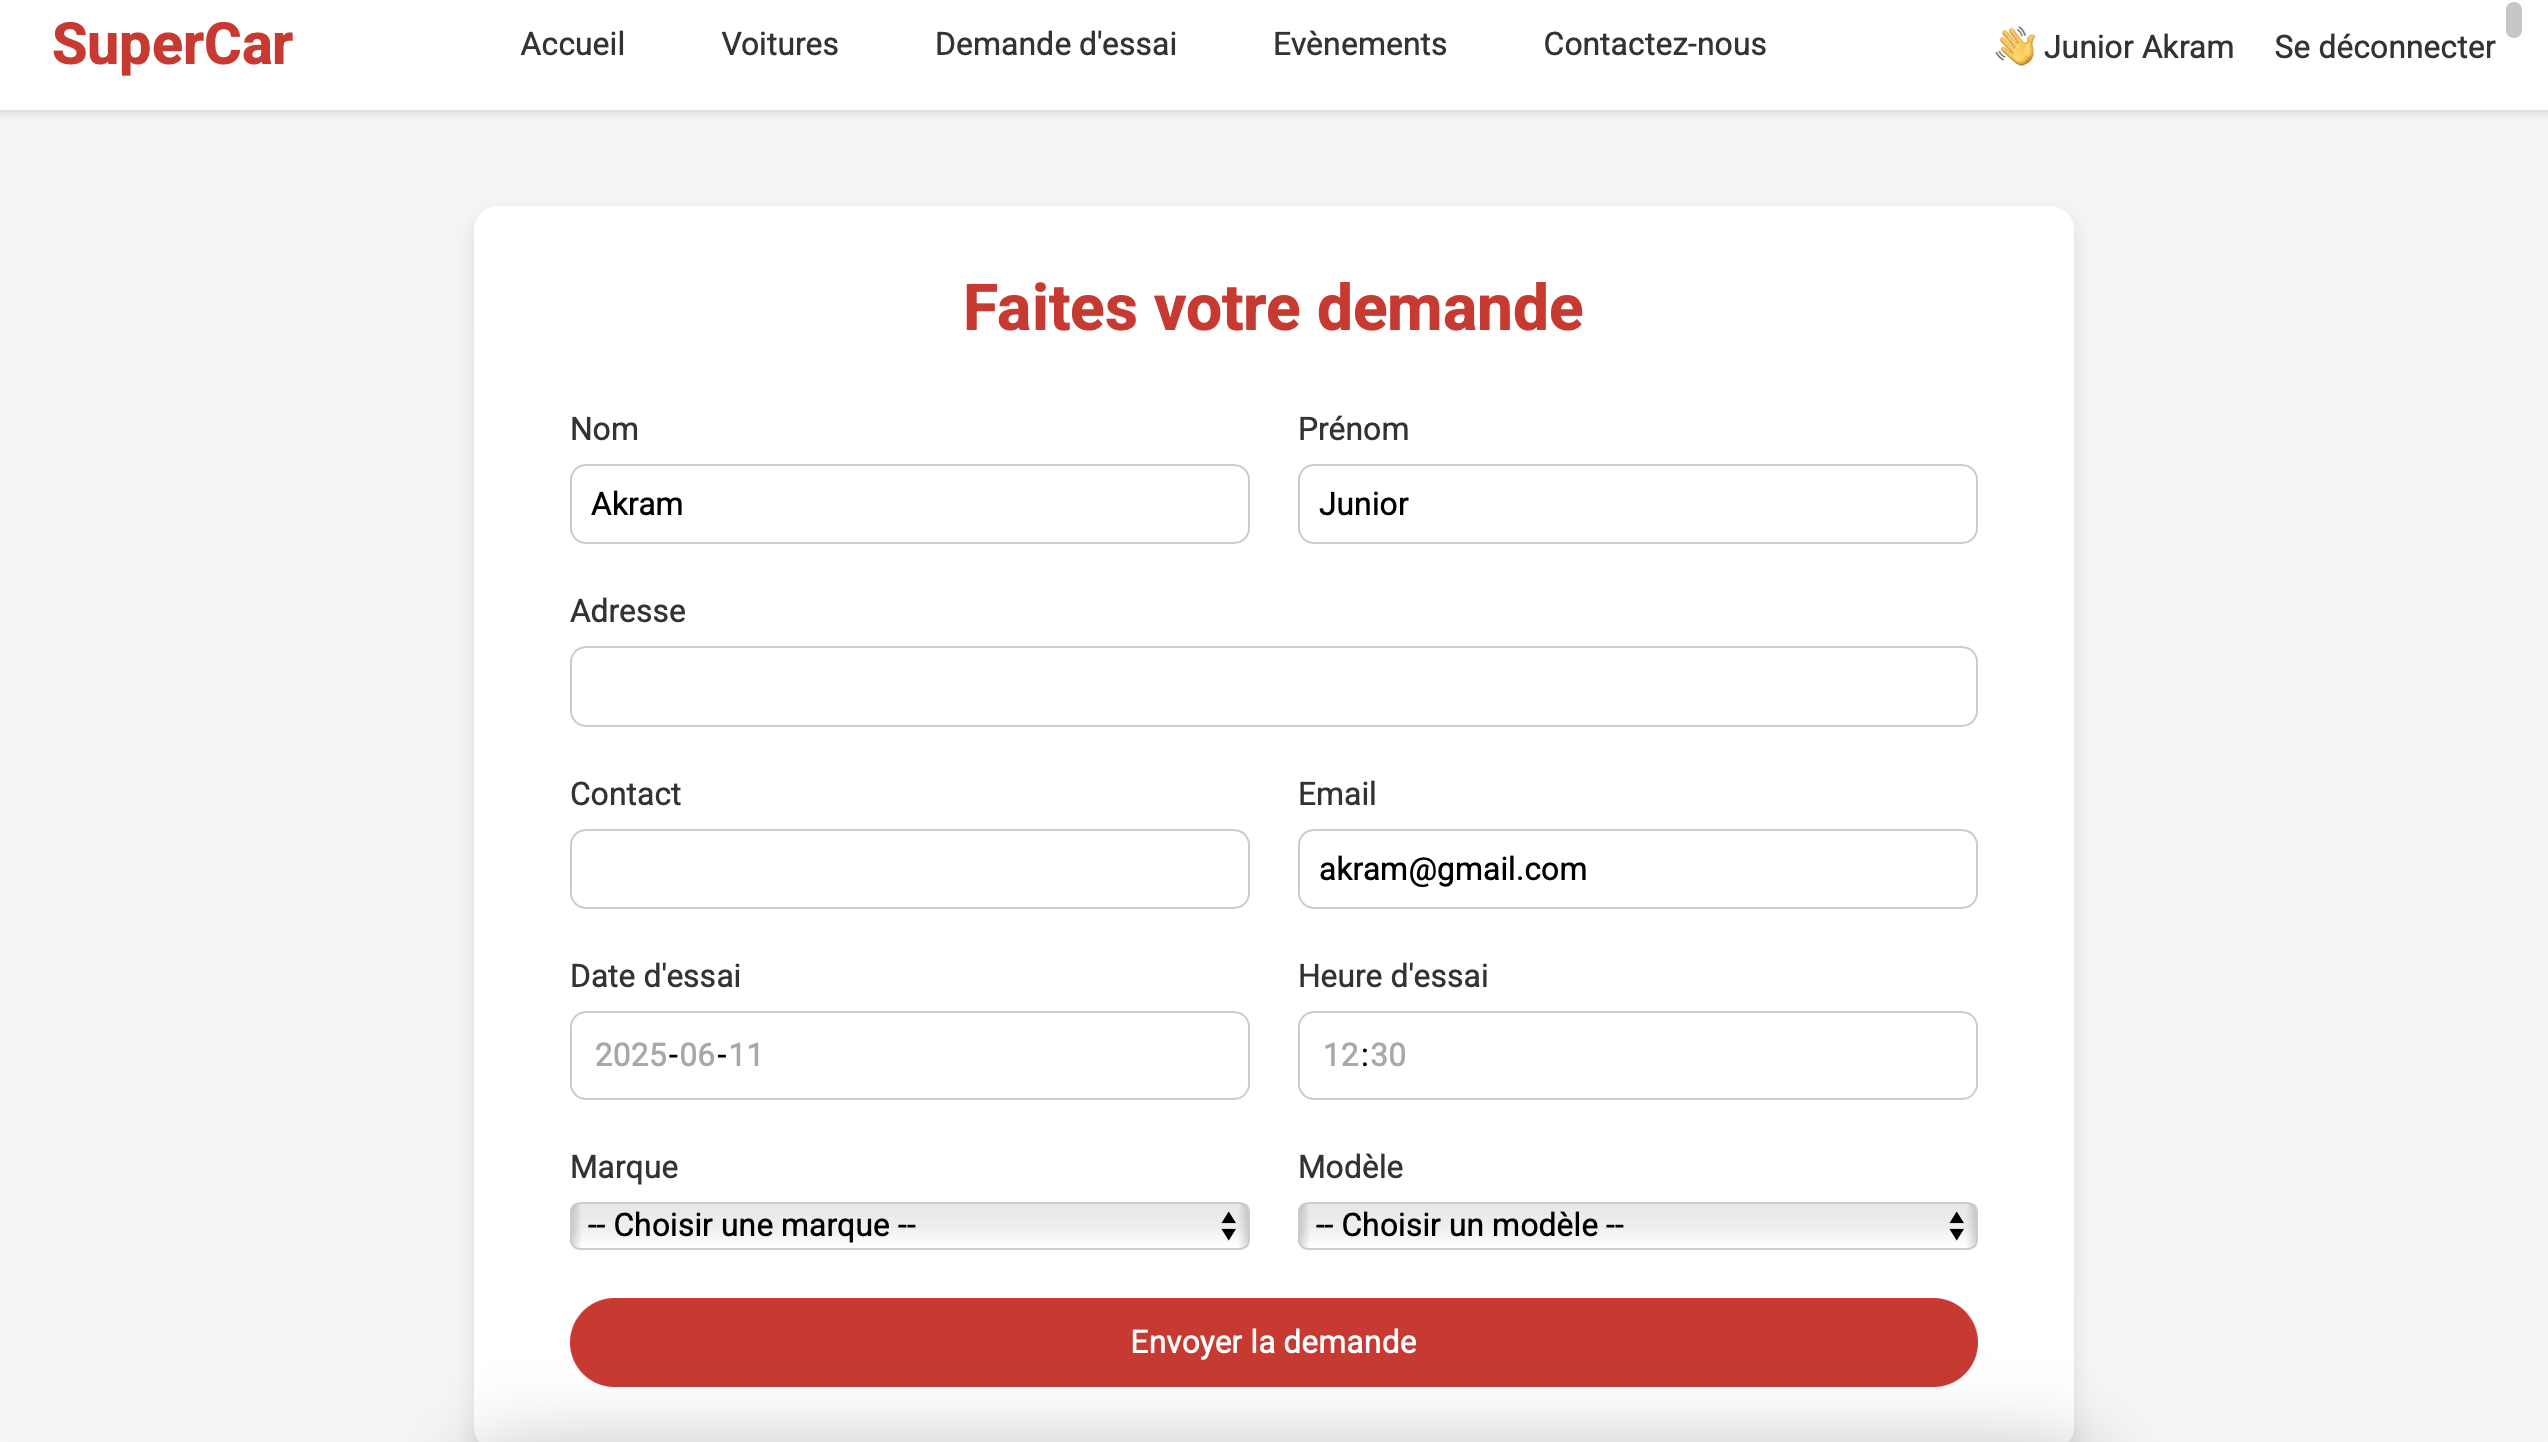 SuperCar
Accueil Voitures Demande d'essai Evènements Contactez-nous
👋 Junior Akram Se déconnecter
Faites votre demande
Nom Prénom
Akram Junior
Adresse
Contact Email
akram@gmail.com
Date d'essai Heure d'essai
2025-06-11 12:30
Marque Modèle
-- Choisir une marque -- -- Choisir un modèle --
Envoyer la demande